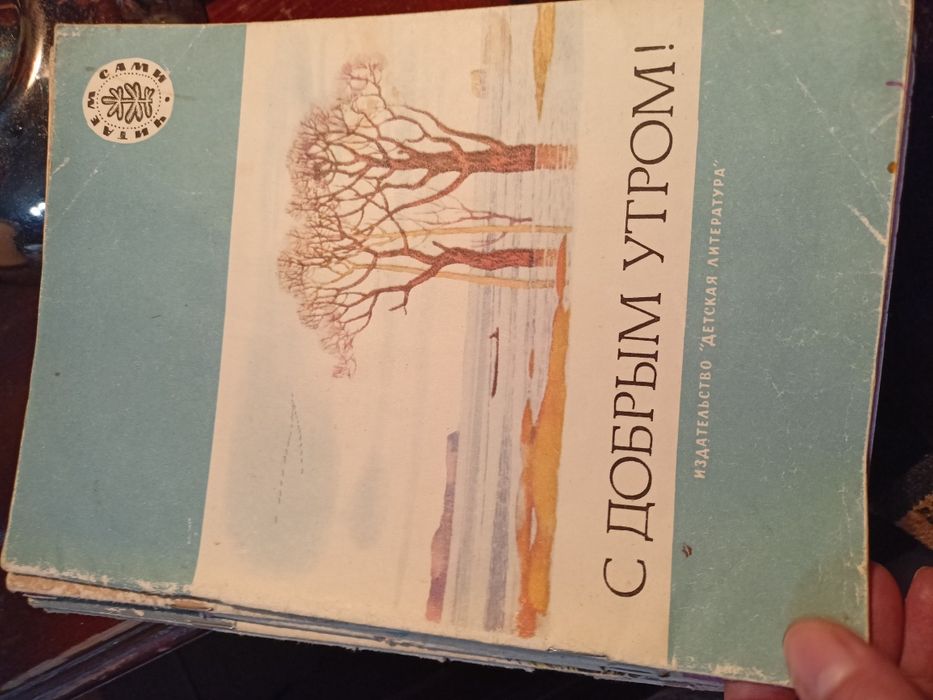 ЧИТАЕМ САМИ •
С ДОБРЫМ УТРОМ!
ИЗДАТЕЛЬСТВО "ДЕТСКАЯ ЛИТЕРАТУРА"